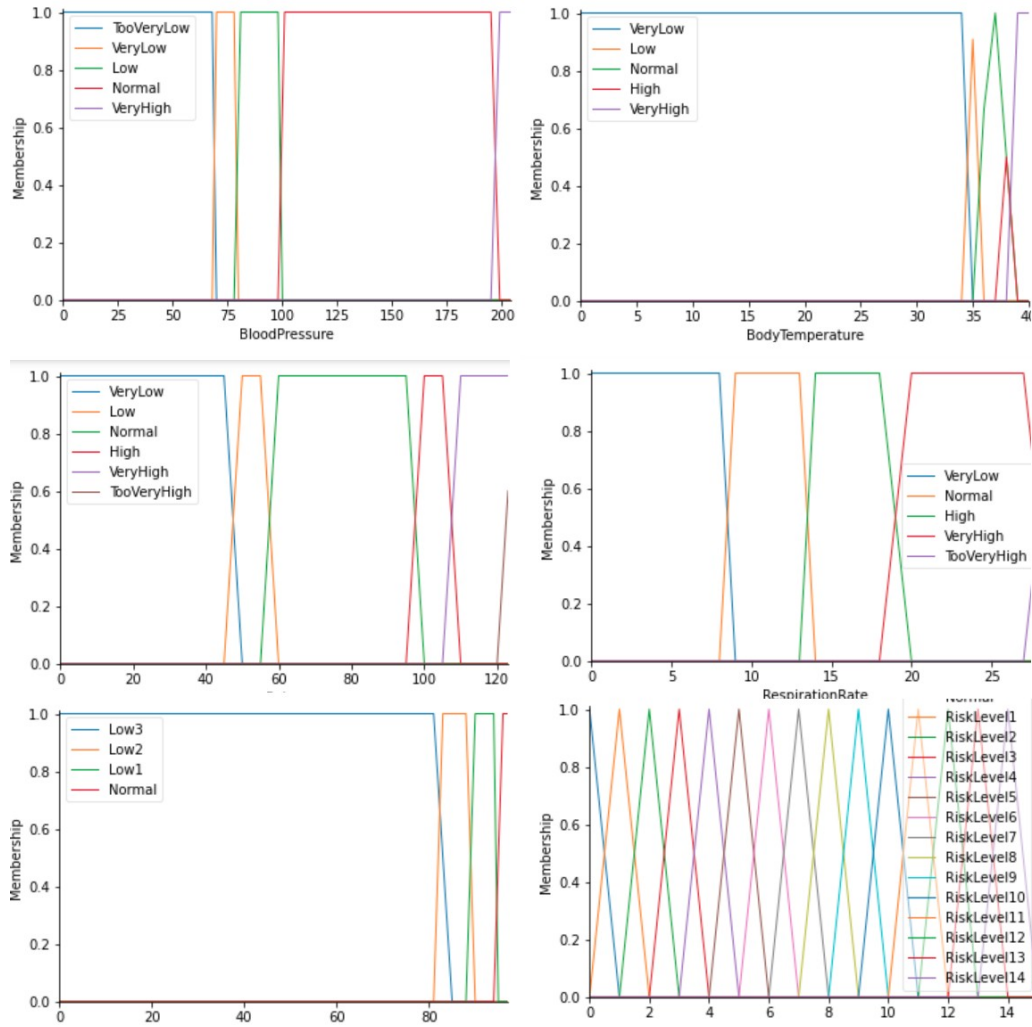 1.0
0.8
0.6
0.4
0.2
0.0
Membership
TooVeryLow
VeryLow
Low
Normal
VeryHigh
0 25 50 75 100 125 150 175 200
BloodPressure
1.0
0.8
0.6
0.4
0.2
0.0
Membership
VeryLow
Low
Normal
High
VeryHigh
0 5 10 15 20 25 30 35 40
BodyTemperature
1.0
0.8
0.6
0.4
0.2
0.0
Membership
VeryLow
Low
Normal
High
VeryHigh
TooVeryHigh
0 20 40 60 80 100 120
1.0
0.8
0.6
0.4
0.2
0.0
Membership
VeryLow
Normal
High
VeryHigh
TooVeryHigh
0 5 10 15 20 25
RespirationRate
1.0
0.8
0.6
0.4
0.2
0.0
Membership
Low3
Low2
Low1
Normal
0 20 40 60 80
1.0
0.8
0.6
0.4
0.2
0.0
Membership
Normal
RiskLevel1
RiskLevel2
RiskLevel3
RiskLevel4
RiskLevel5
RiskLevel6
RiskLevel7
RiskLevel8
RiskLevel9
RiskLevel10
RiskLevel11
RiskLevel12
RiskLevel13
RiskLevel14
0 2 4 6 8 10 12 14